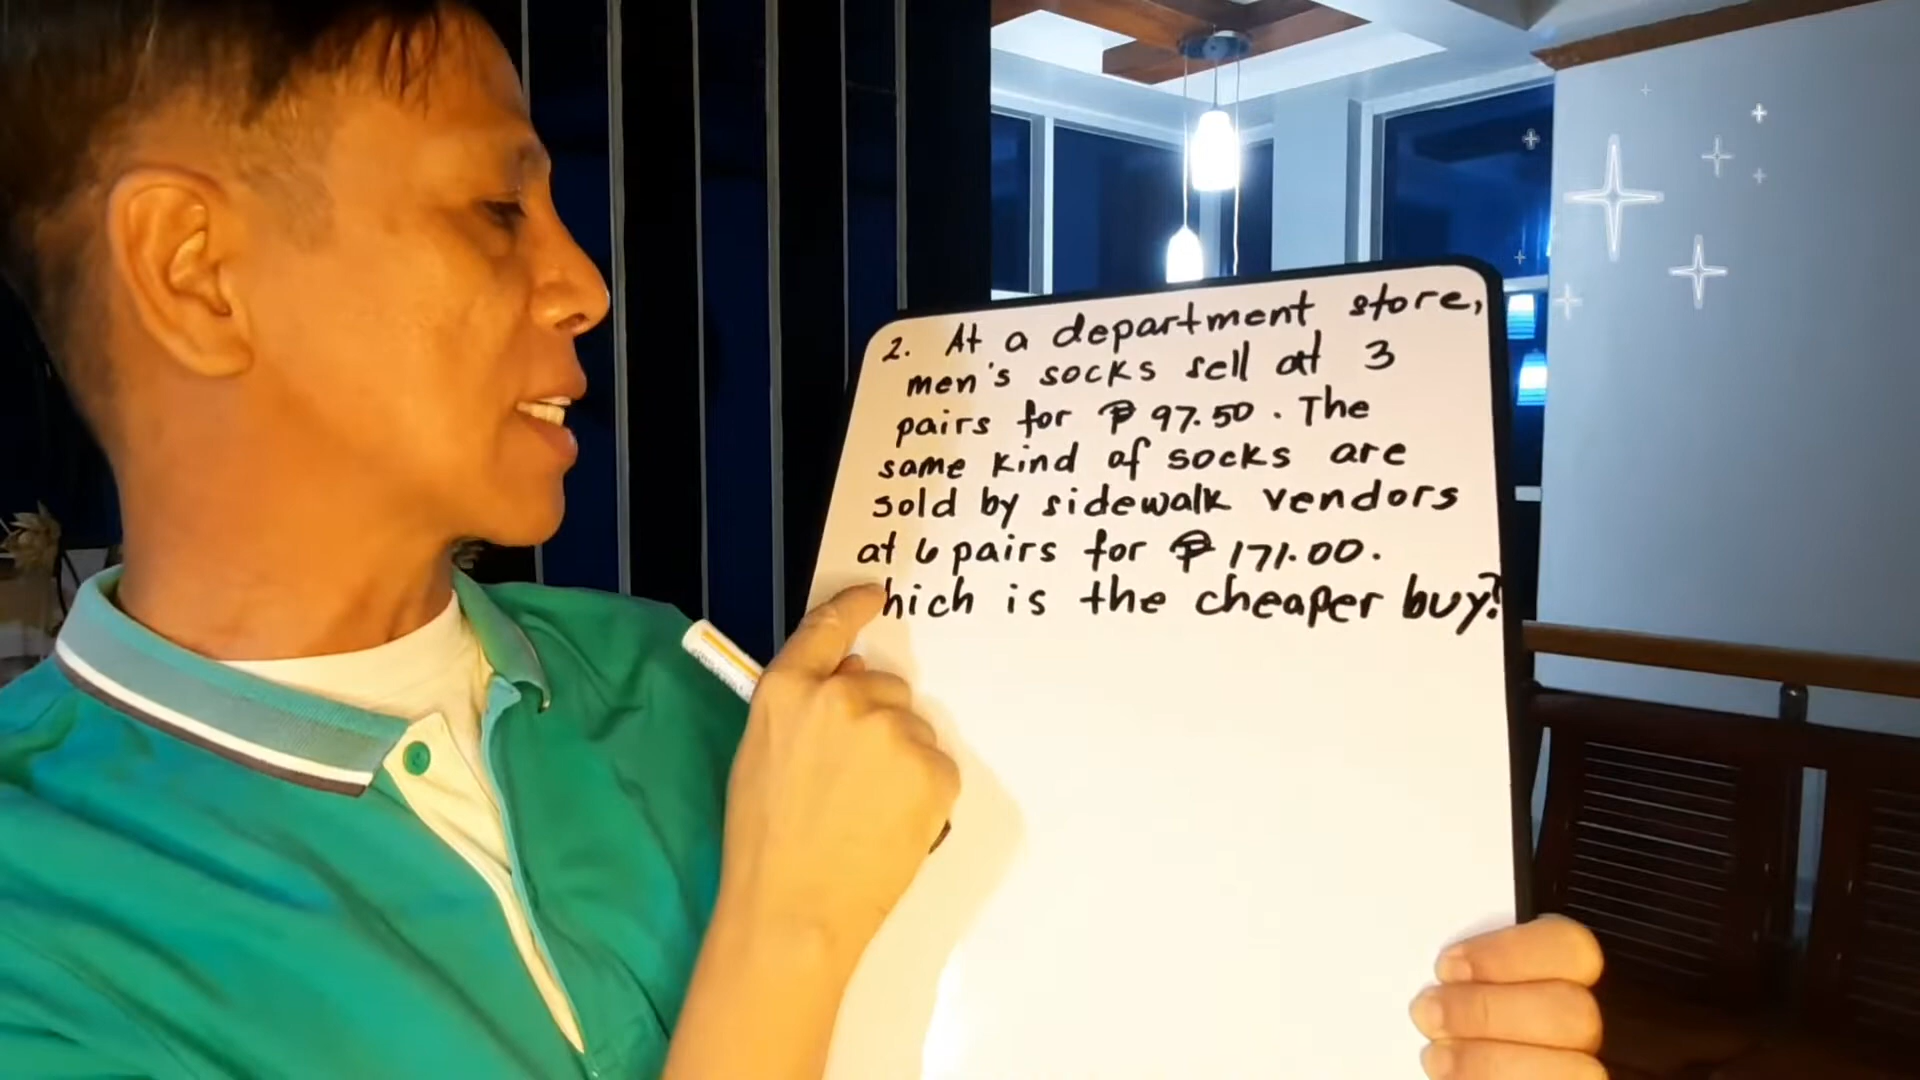 2. At a department store,
men's socks sell at 3
pairs for ₱ 97.50. The
same kind of socks are
sold by sidewalk vendors
at 6 pairs for ₱ 171.00.
hich is the cheaper buy?